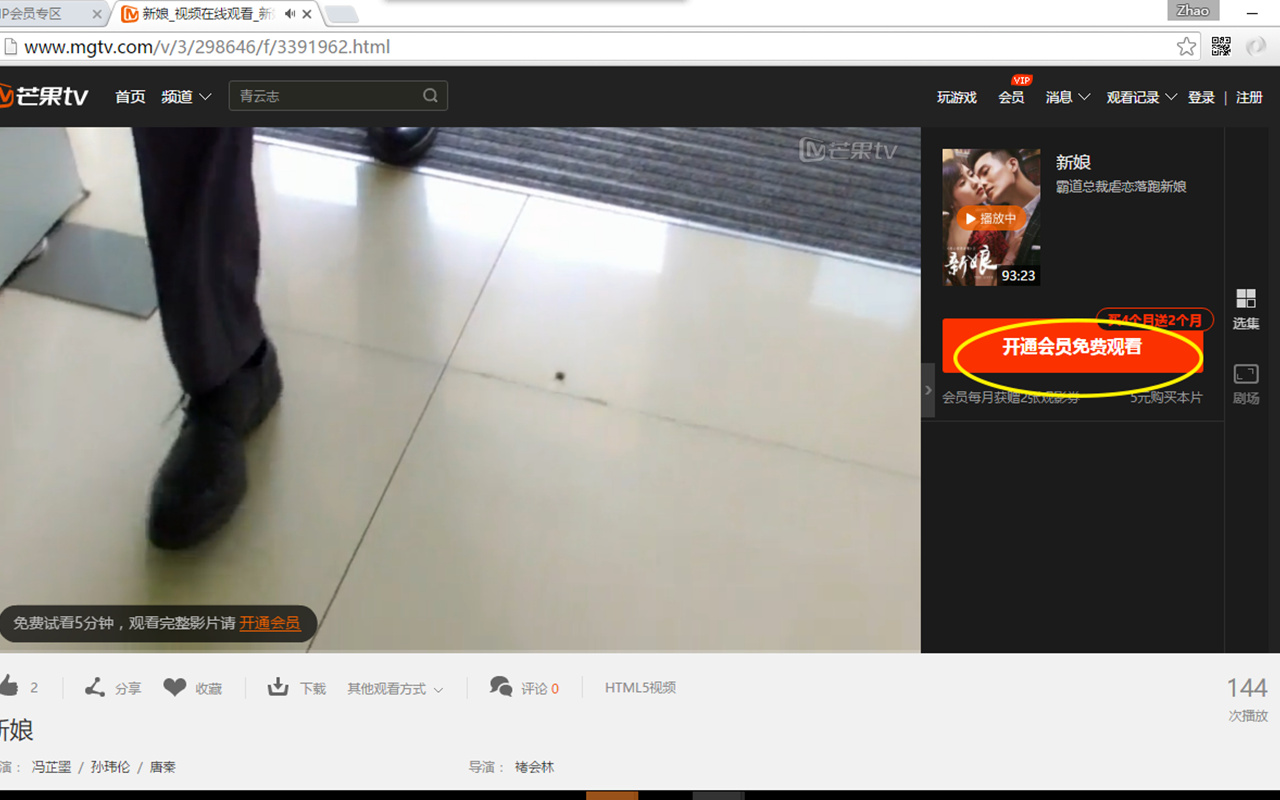 IP会员专区
新娘_视频在线观看_新
Zhao
www.mgtv.com/v/3/298646/f/3391962.html
芒果tv
首页 频道
青云志
玩游戏 会员 VIP 消息 观看记录 登录 | 注册
芒果tv
新娘
霸道总裁虐恋落跑新娘
播放中
新娘
93:23
买4个月送2个月
开通会员免费观看
会员每月获赠2张观影券 5元购买本片
选集
剧场
免费试看5分钟，观看完整影片请 开通会员
2 分享 收藏 下载 其他观看方式 评论 0 HTML5视频
144
次播放
新娘
演： 冯芷墨 / 孙玮伦 / 唐秦
导演： 褚会林